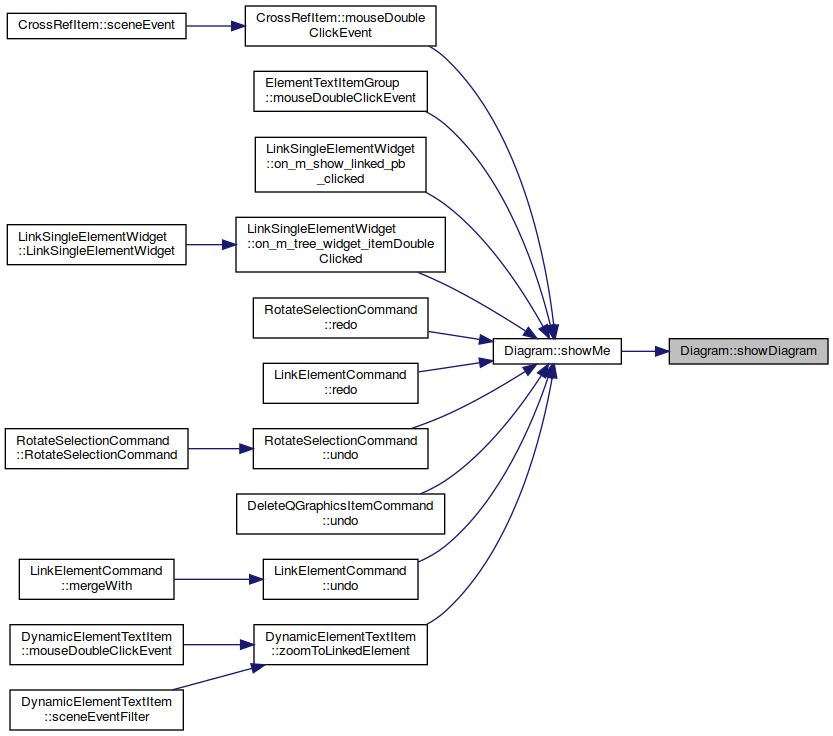 CrossRefItem::sceneEvent
CrossRefItem::mouseDouble
ClickEvent
ElementTextItemGroup
::mouseDoubleClickEvent
LinkSingleElementWidget
::on_m_show_linked_pb
_clicked
LinkSingleElementWidget
::LinkSingleElementWidget
LinkSingleElementWidget
::on_m_tree_widget_itemDouble
Clicked
RotateSelectionCommand
::redo
Diagram::showMe
Diagram::showDiagram
LinkElementCommand
::redo
RotateSelectionCommand
::RotateSelectionCommand
RotateSelectionCommand
::undo
DeleteQGraphicsItemCommand
::undo
LinkElementCommand
::mergeWith
LinkElementCommand
::undo
DynamicElementTextItem
::mouseDoubleClickEvent
DynamicElementTextItem
::zoomToLinkedElement
DynamicElementTextItem
::sceneEventFilter